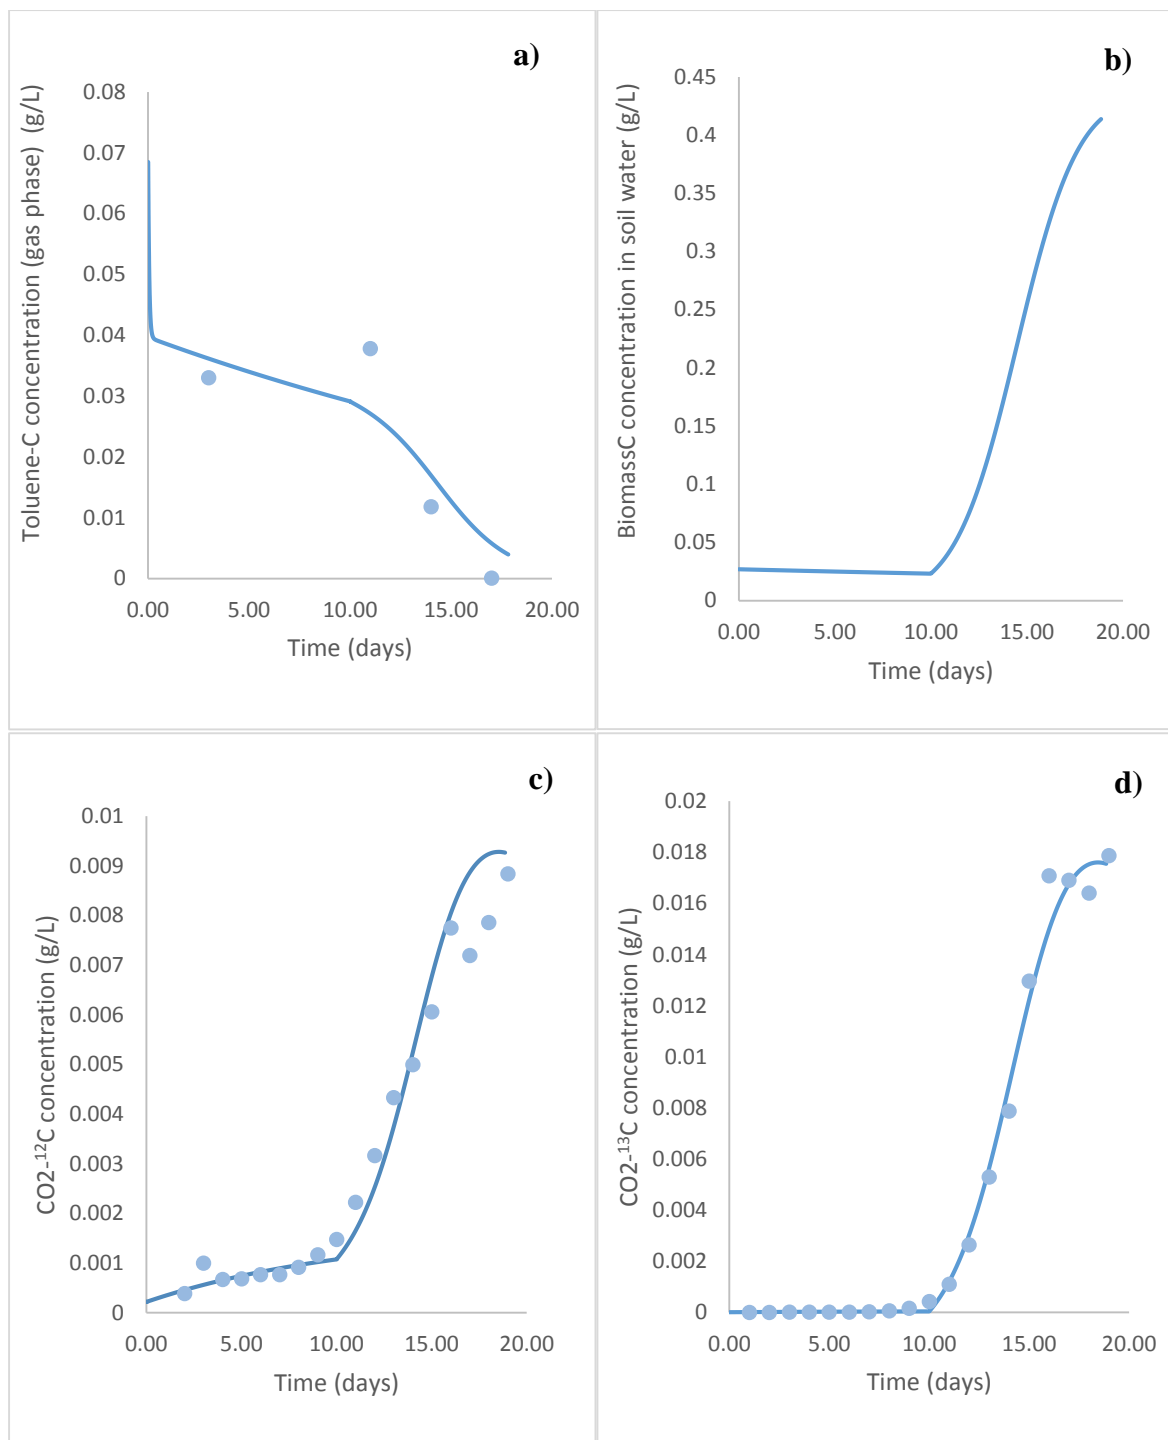 a)
Toluene-C concentration (gas phase) (g/L)
0.08
0.07
0.06
0.05
0.04
0.03
0.02
0.01
0
0.00 5.00 10.00 15.00 20.00
Time (days)
b)
BiomassC concentration in soil water (g/L)
0.45
0.4
0.35
0.3
0.25
0.2
0.15
0.1
0.05
0
0.00 5.00 10.00 15.00 20.00
Time (days)
c)
CO2-¹²C concentration (g/L)
0.01
0.009
0.008
0.007
0.006
0.005
0.004
0.003
0.002
0.001
0
0.00 5.00 10.00 15.00 20.00
Time (days)
d)
CO2-¹³C concentration (g/L)
0.02
0.018
0.016
0.014
0.012
0.01
0.008
0.006
0.004
0.002
0
0.00 5.00 10.00 15.00 20.00
Time (days)